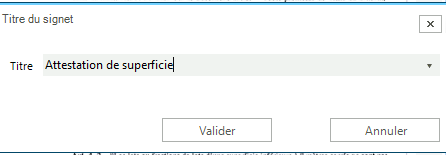 Titre du signet
Titre Attestation de superficie
Valider Annuler